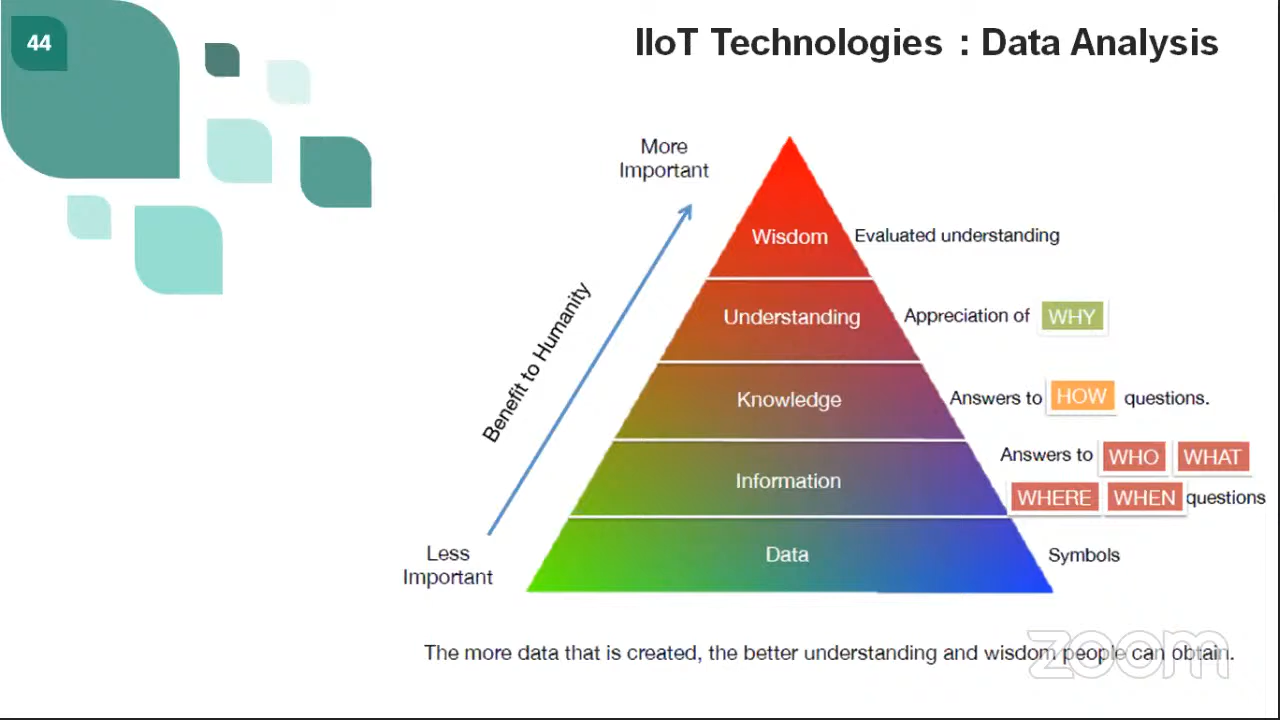 44
IIoT Technologies : Data Analysis
More
Important
Wisdom
Evaluated understanding
Understanding
Appreciation of WHY
Benefit to Humanity
Knowledge
Answers to HOW questions.
Information
Answers to WHO WHAT
WHERE WHEN questions
Data
Symbols
Less
Important
The more data that is created, the better understanding and wisdom people can obtain.
zoom